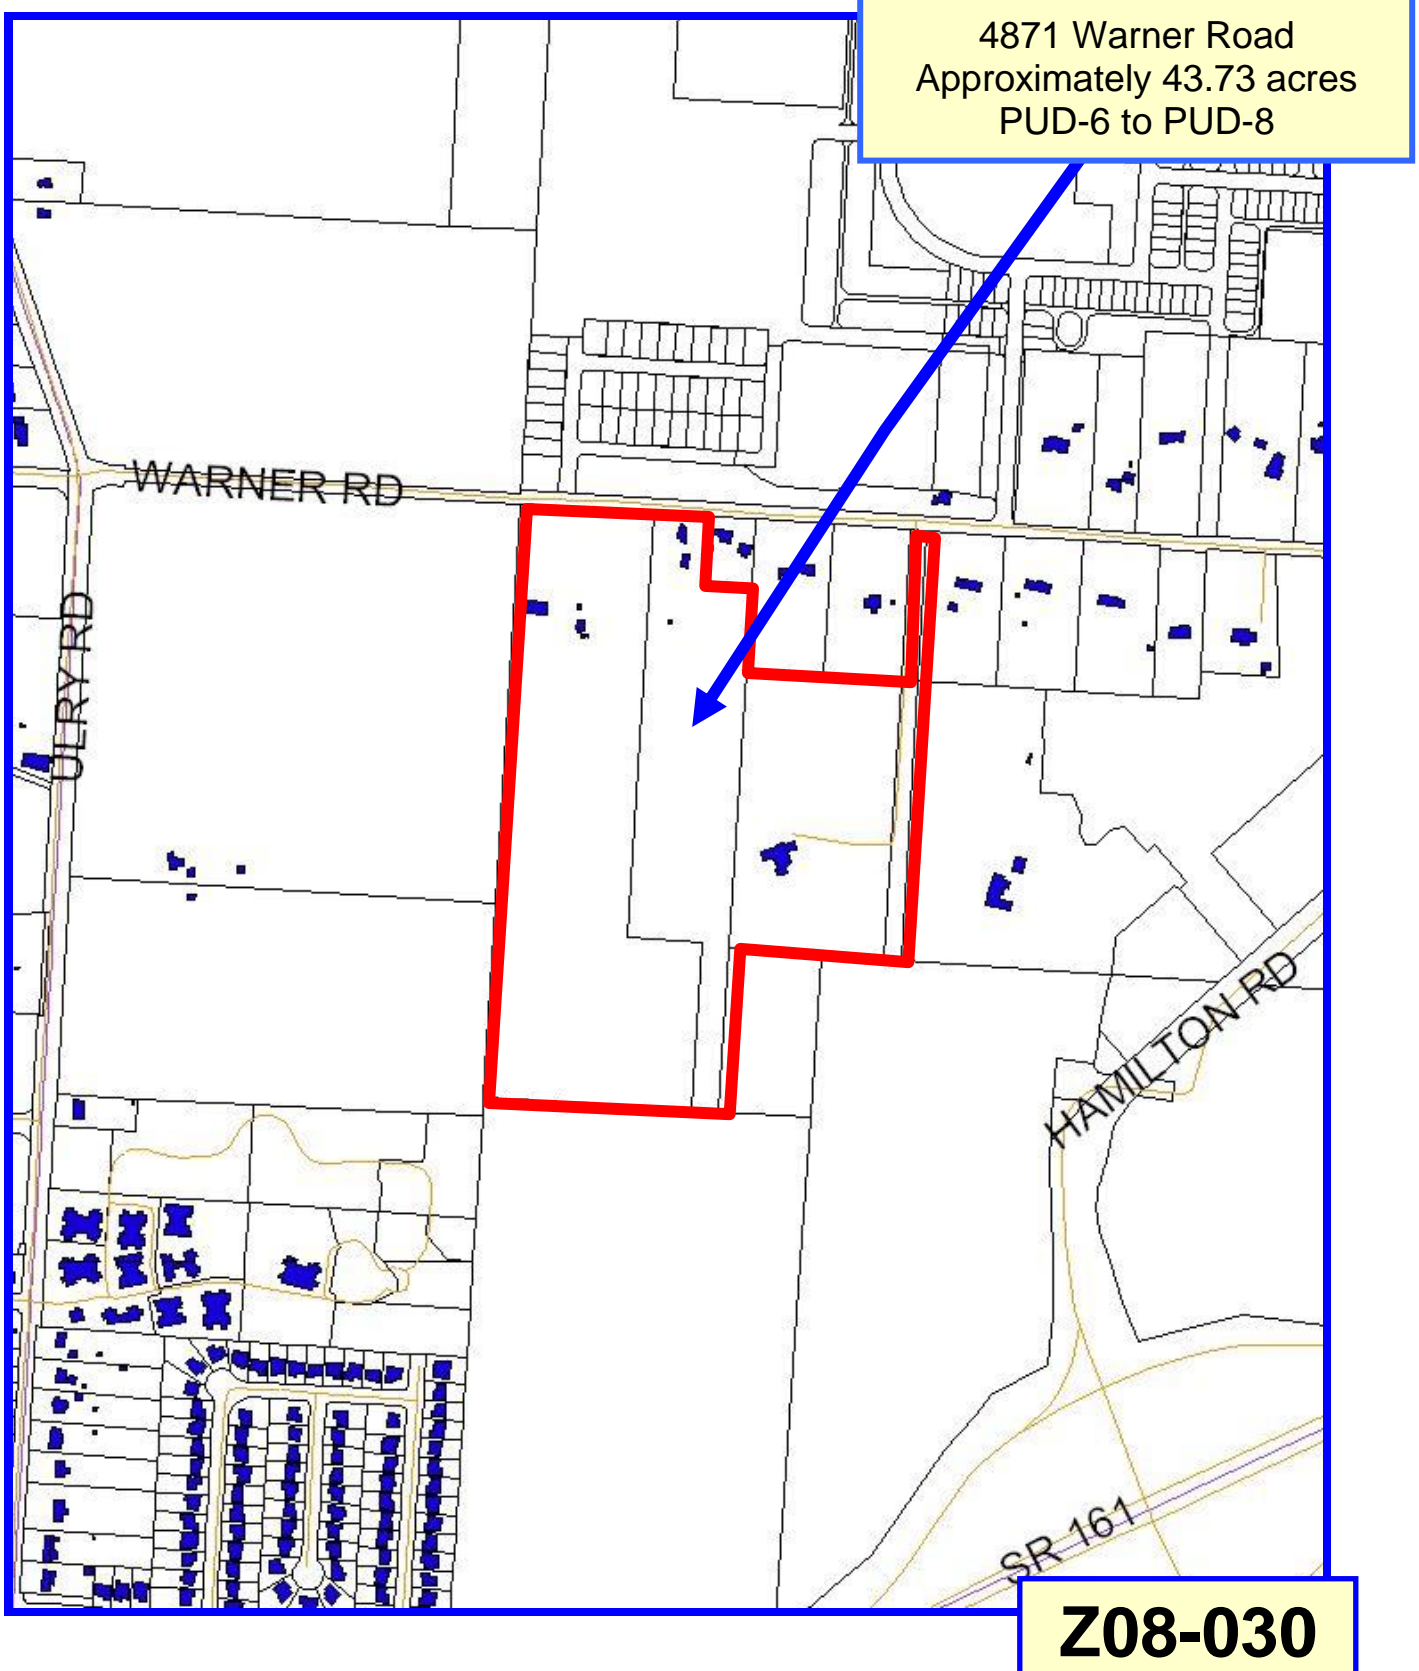 4871 Warner Road
Approximately 43.73 acres
PUD-6 to PUD-8
WARNER RD
ULRY RD
HAMILTON RD
SR 161
Z08-030